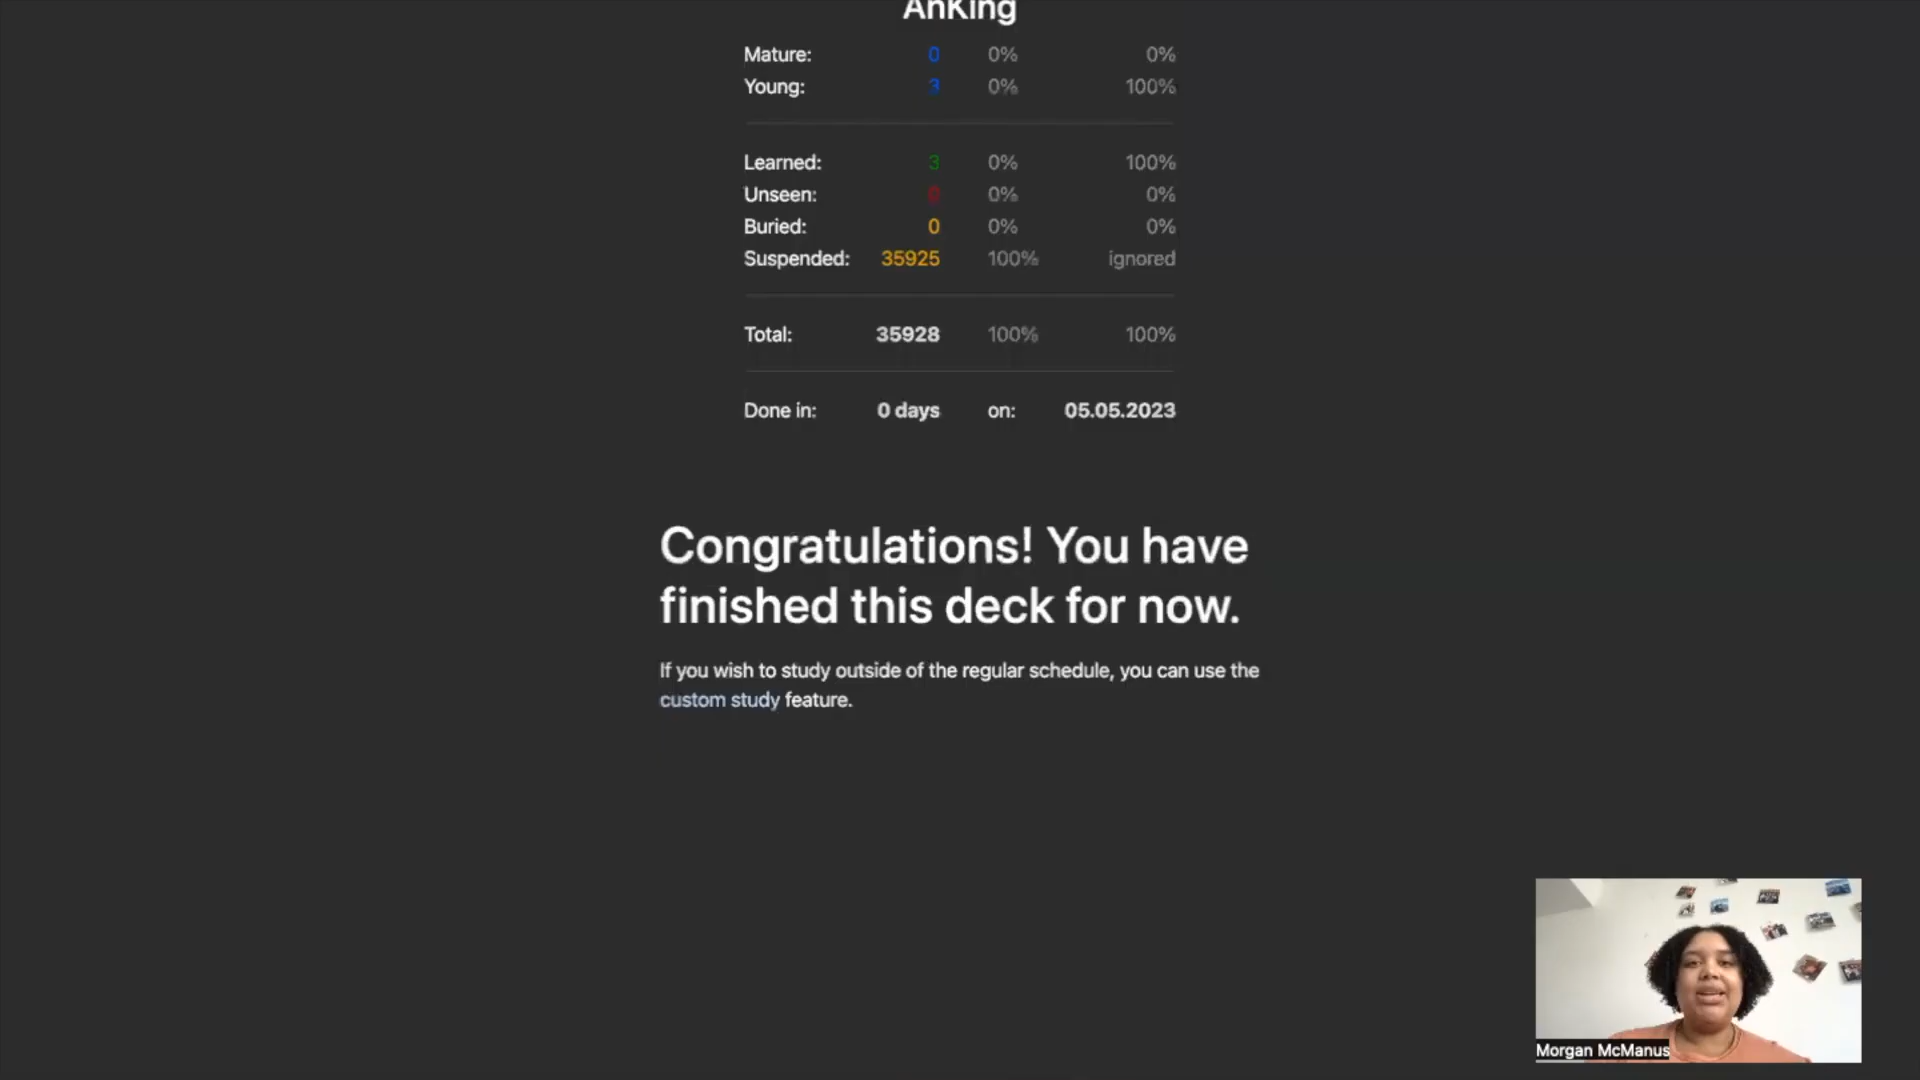 AnKing
Mature: 0 0% 0%
Young: 3 0% 100%
Learned: 3 0% 100%
Unseen: 0 0% 0%
Buried: 0 0% 0%
Suspended: 35925 100% ignored
Total: 35928 100% 100%
Done in: 0 days on: 05.05.2023
Congratulations! You have
finished this deck for now.
If you wish to study outside of the regular schedule, you can use the
custom study feature.
Morgan McManus